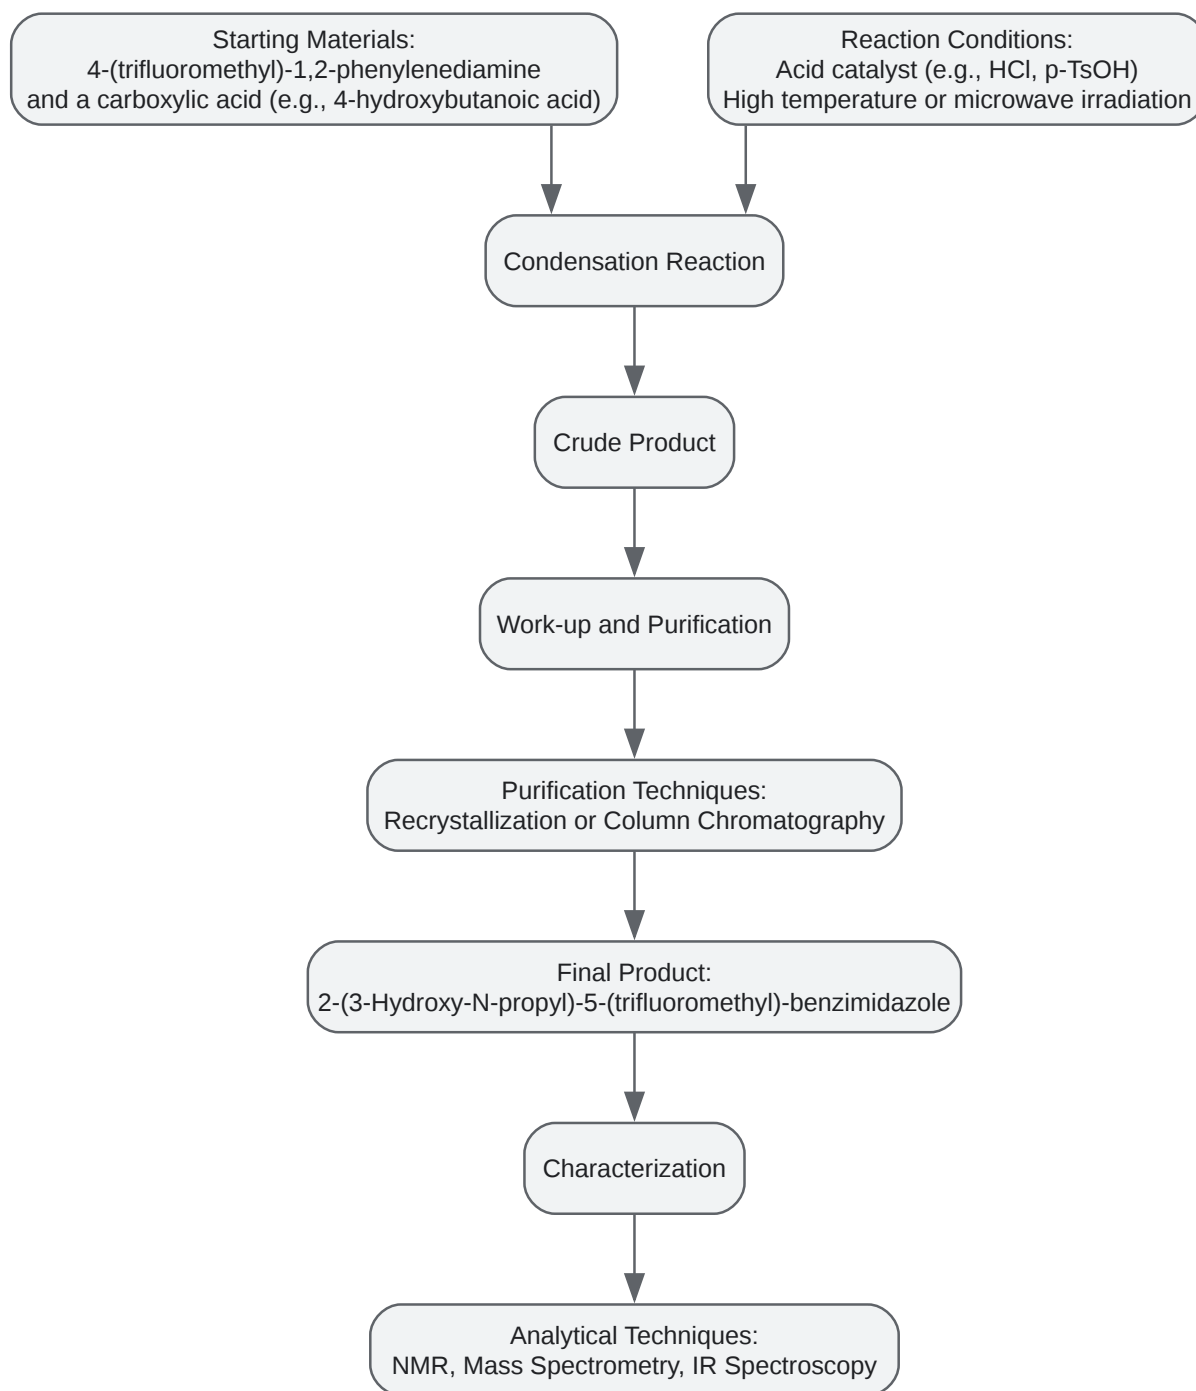 Starting Materials:
4-(trifluoromethyl)-1,2-phenylenediamine
and a carboxylic acid (e.g., 4-hydroxybutanoic acid)
Reaction Conditions:
Acid catalyst (e.g., HCl, p-TsOH)
High temperature or microwave irradiation
Condensation Reaction
Crude Product
Work-up and Purification
Purification Techniques:
Recrystallization or Column Chromatography
Final Product:
2-(3-Hydroxy-N-propyl)-5-(trifluoromethyl)-benzimidazole
Characterization
Analytical Techniques:
NMR, Mass Spectrometry, IR Spectroscopy